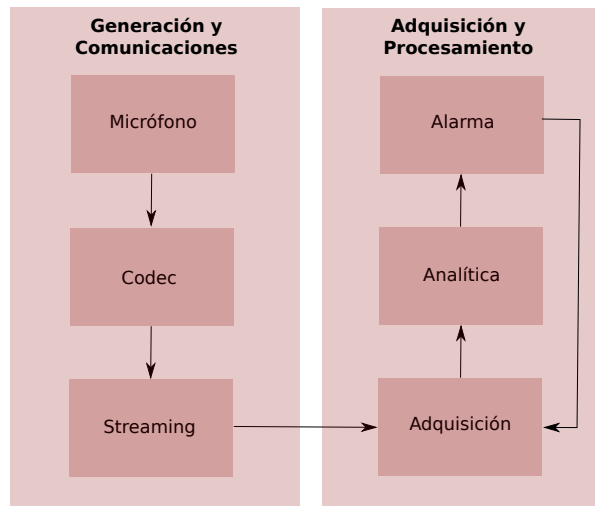 Generación y
Comunicaciones
Micrófono
Codec
Streaming
Adquisición y
Procesamiento
Alarma
Analítica
Adquisición